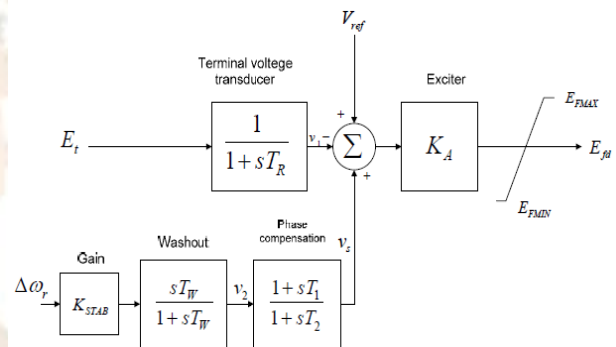 V_ref
Terminal voltege
transducer
Exciter
E_t
1
1+sT_R
v_1
−
+
Σ
+
K_A
E_FMAX
E_fd
E_FMIN
Phase
compensation
Washout
Gain
v_s
Δω_r
K_STAB
sT_W
1+sT_W
v_2
1+sT_1
1+sT_2